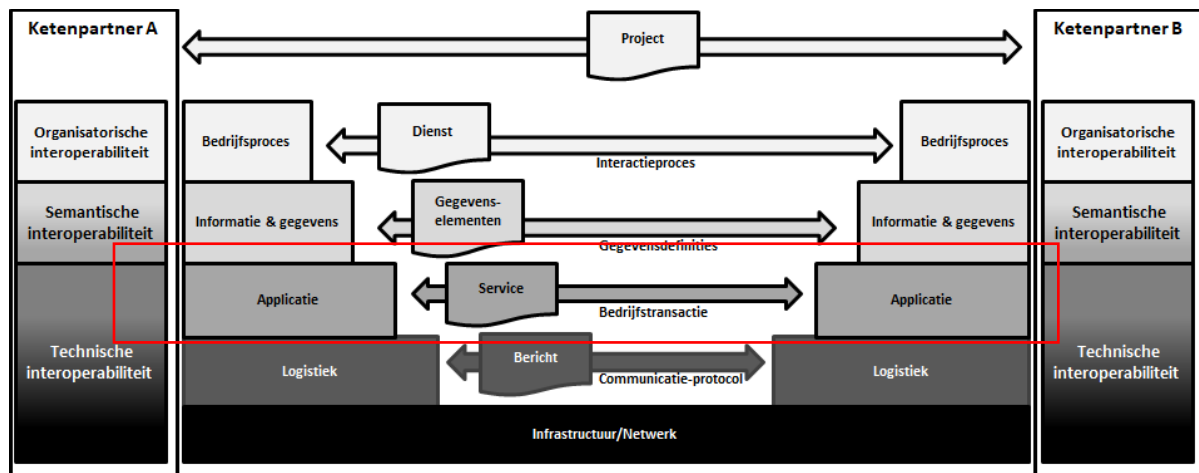 Ketenpartner A
Project
Ketenpartner B
Organisatorische
interoperabiliteit
Bedrijfsproces
Dienst
Interactieproces
Bedrijfsproces
Organisatorische
interoperabiliteit
Semantische
interoperabiliteit
Informatie & gegevens
Gegevens-
elementen
Gegevensdefinities
Informatie & gegevens
Semantische
interoperabiliteit
Applicatie
Service
Bedrijfstransactie
Applicatie
Technische
interoperabiliteit
Logistiek
Bericht
Communicatie-protocol
Logistiek
Technische
interoperabiliteit
Infrastructuur/Netwerk